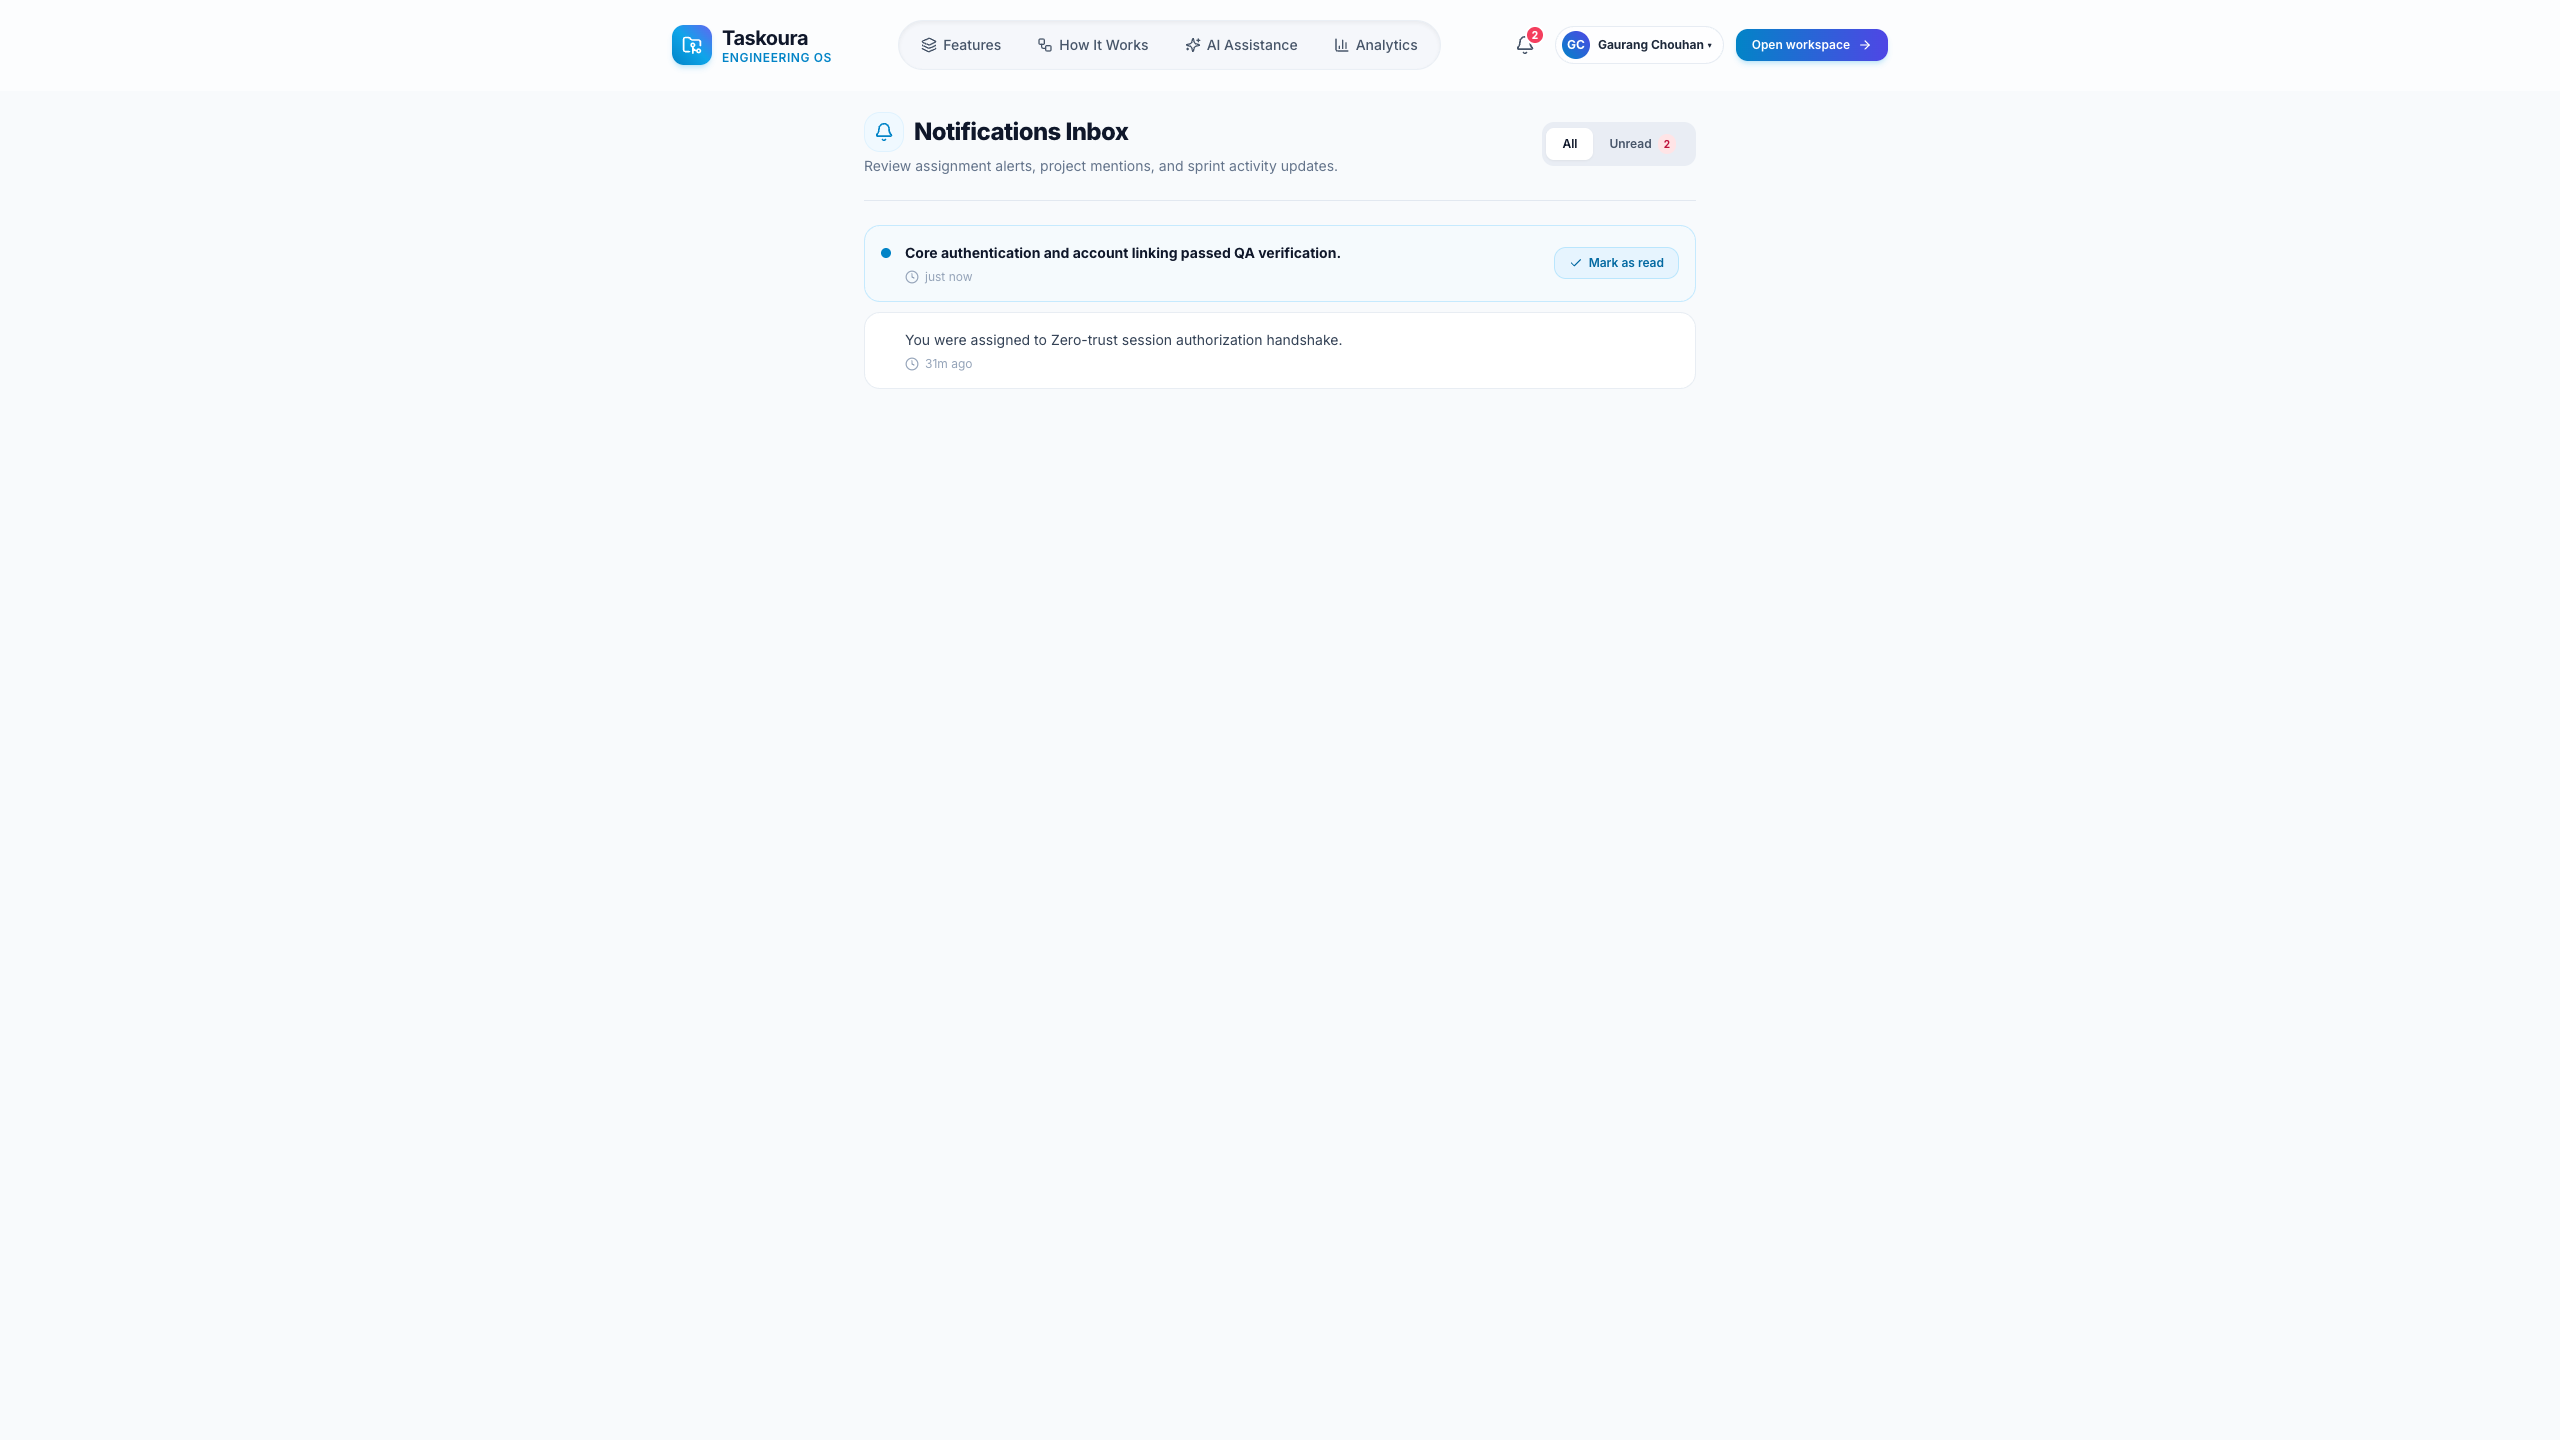 Taskoura
ENGINEERING OS
Features
How It Works
AI Assistance
Analytics
2
GC
Gaurang Chouhan
Open workspace
Notifications Inbox
Review assignment alerts, project mentions, and sprint activity updates.
All
Unread 2
Core authentication and account linking passed QA verification.
just now
Mark as read
You were assigned to Zero-trust session authorization handshake.
31m ago